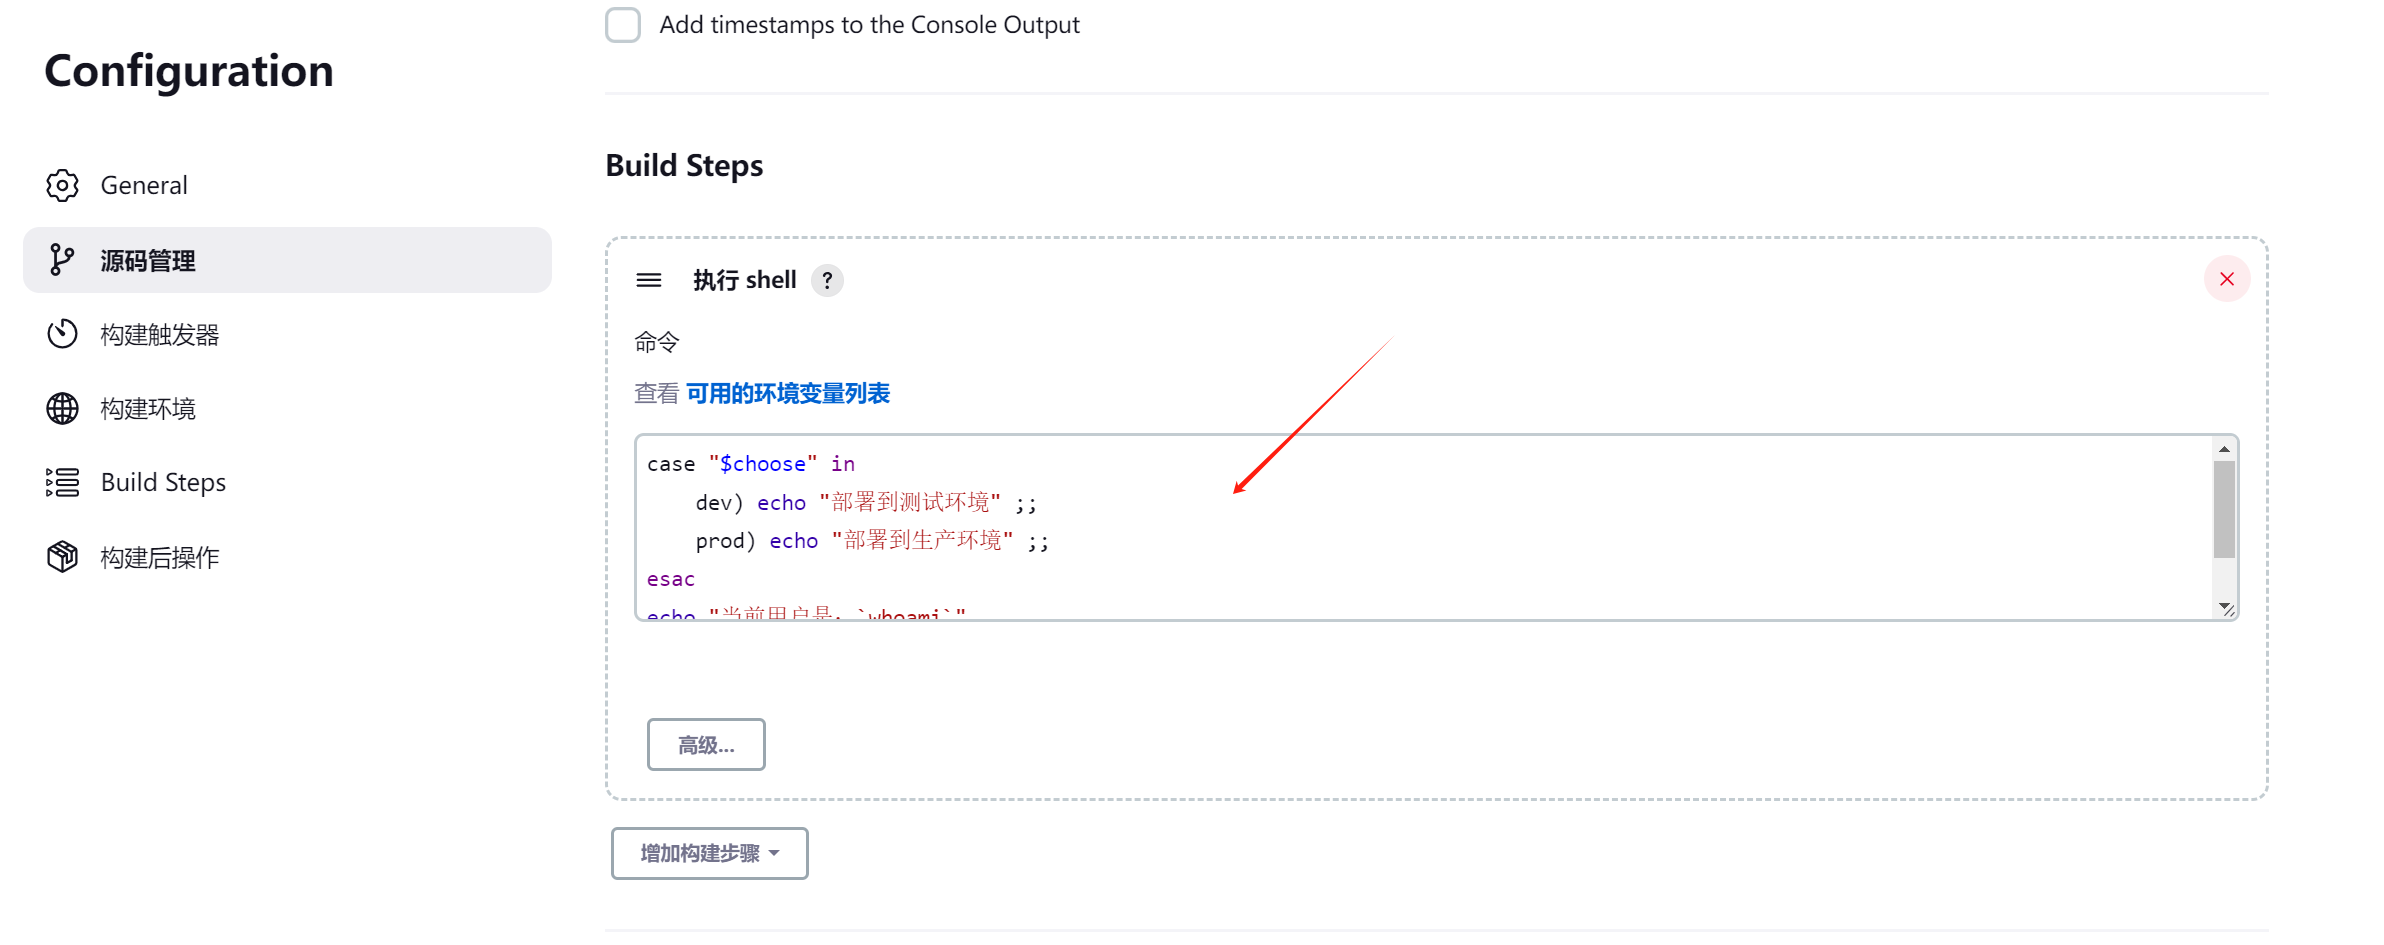 Add timestamps to the Console Output
Configuration
General
源码管理
构建触发器
构建环境
Build Steps
构建后操作
Build Steps
执行 shell ?
命令
查看 可用的环境变量列表
case "$choose" in
    dev) echo "部署到测试环境" ;;
    prod) echo "部署到生产环境" ;;
esac
echo "当前用户是: `whoami`"
高级...
增加构建步骤